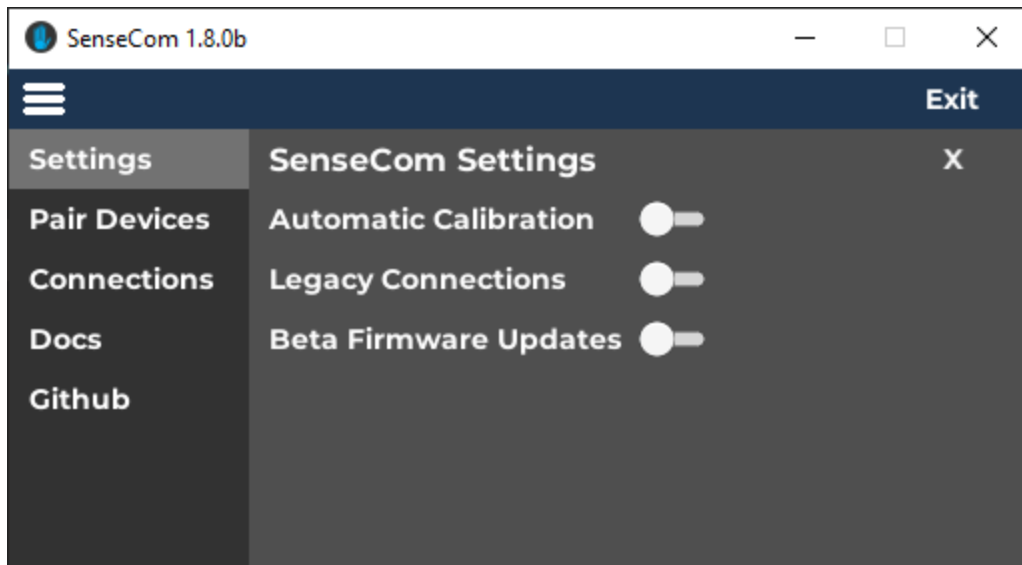 SenseCom 1.8.0b
Exit
Settings
SenseCom Settings
X
Pair Devices
Automatic Calibration
Connections
Legacy Connections
Docs
Beta Firmware Updates
Github